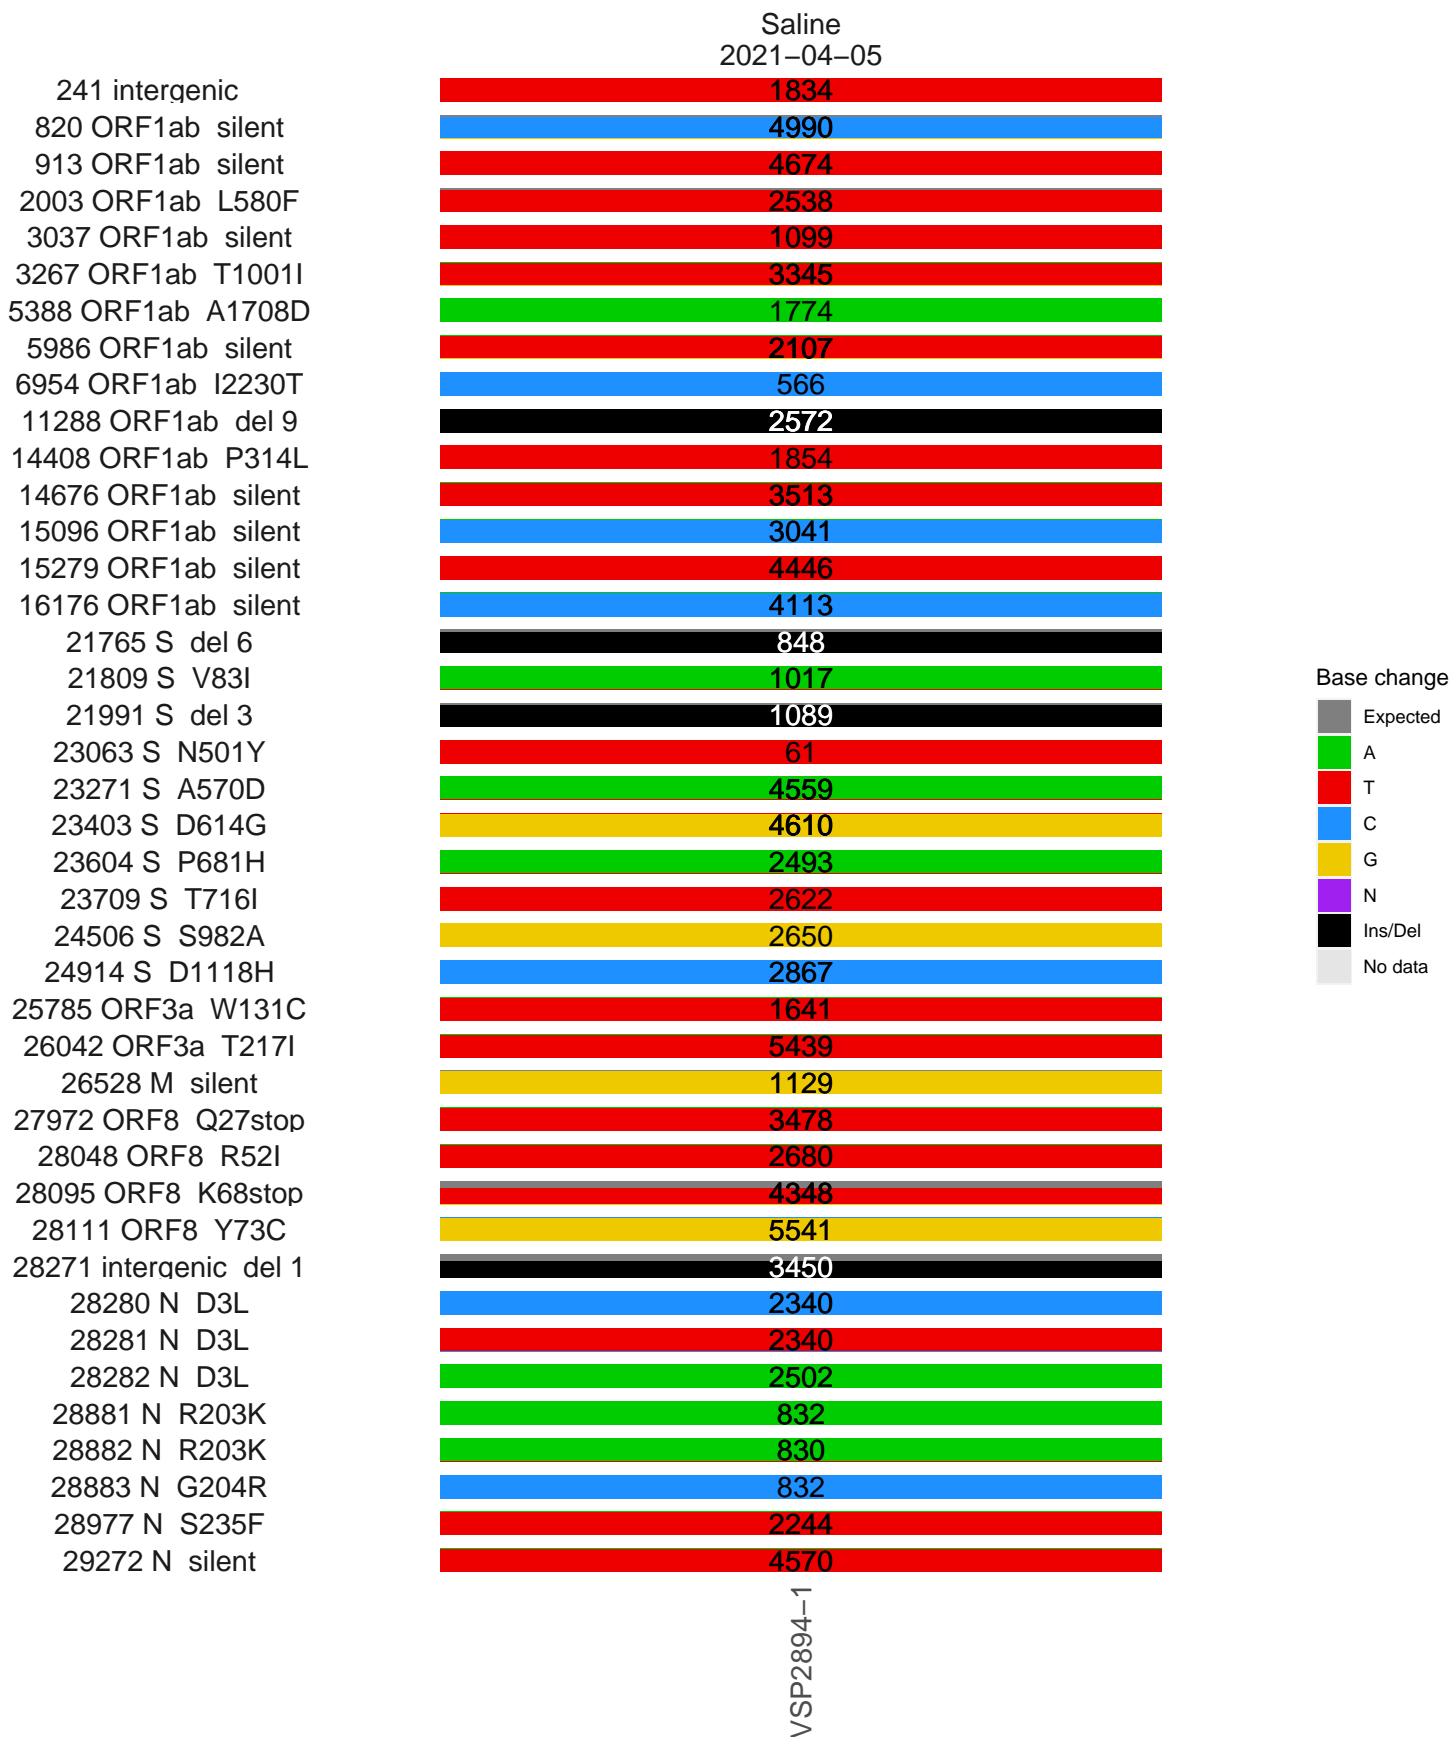 Saline
2021−04−05
241 intergenic 1834
820 ORF1ab silent 4990
913 ORF1ab silent 4674
2003 ORF1ab L580F 2538
3037 ORF1ab silent 1099
3267 ORF1ab T1001I 3345
5388 ORF1ab A1708D 1774
5986 ORF1ab silent 2107
6954 ORF1ab I2230T 566
11288 ORF1ab del 9 2572
14408 ORF1ab P314L 1854
14676 ORF1ab silent 3513
15096 ORF1ab silent 3041
15279 ORF1ab silent 4446
16176 ORF1ab silent 4113
21765 S del 6 848
21809 S V83I 1017
21991 S del 3 1089
23063 S N501Y 61
23271 S A570D 4559
23403 S D614G 4610
23604 S P681H 2493
23709 S T716I 2622
24506 S S982A 2650
24914 S D1118H 2867
25785 ORF3a W131C 1641
26042 ORF3a T217I 5439
26528 M silent 1129
27972 ORF8 Q27stop 3478
28048 ORF8 R52I 2680
28095 ORF8 K68stop 4348
28111 ORF8 Y73C 5541
28271 intergenic del 1 3450
28280 N D3L 2340
28281 N D3L 2340
28282 N D3L 2502
28881 N R203K 832
28882 N R203K 830
28883 N G204R 832
28977 N S235F 2244
29272 N silent 4570
VSP2894−1
Base change
Expected
A
T
C
G
N
Ins/Del
No data